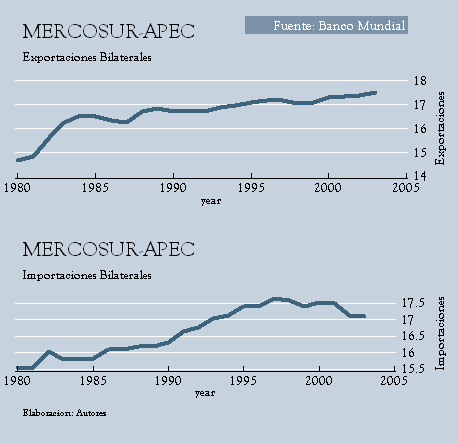 MERCOSUR-APEC
Fuente: Banco Mundial
Exportaciones Bilaterales
18
17
16
15
14
Exportaciones
1980 1985 1990 1995 2000 2005
year
MERCOSUR-APEC
Importaciones Bilaterales
17.5
17
16.5
16
15.5
Importaciones
1980 1985 1990 1995 2000 2005
year
Elaboracion: Autores